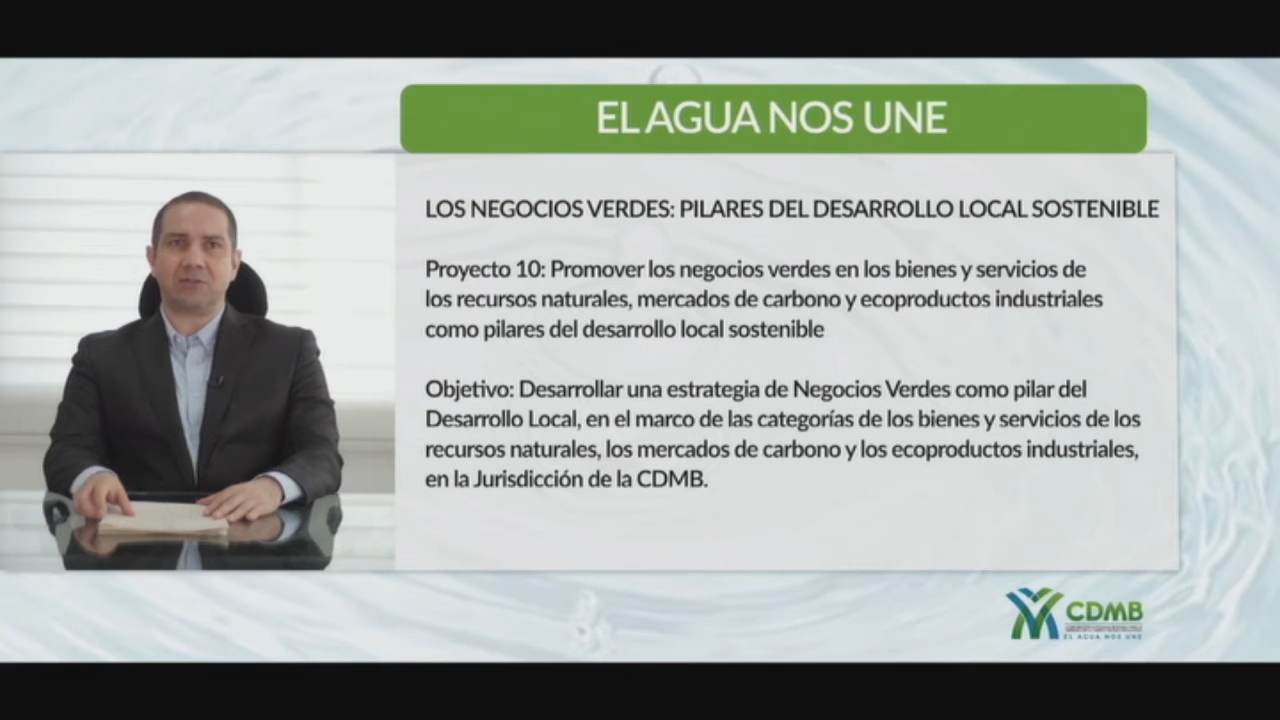 EL AGUA NOS UNE
LOS NEGOCIOS VERDES: PILARES DEL DESARROLLO LOCAL SOSTENIBLE
Proyecto 10: Promover los negocios verdes en los bienes y servicios de
los recursos naturales, mercados de carbono y ecoproductos industriales
como pilares del desarrollo local sostenible
Objetivo: Desarrollar una estrategia de Negocios Verdes como pilar del
Desarrollo Local, en el marco de las categorías de los bienes y servicios de los
recursos naturales, los mercados de carbono y los ecoproductos industriales,
en la Jurisdicción de la CDMB.
CDMB
EL AGUA NOS UNE